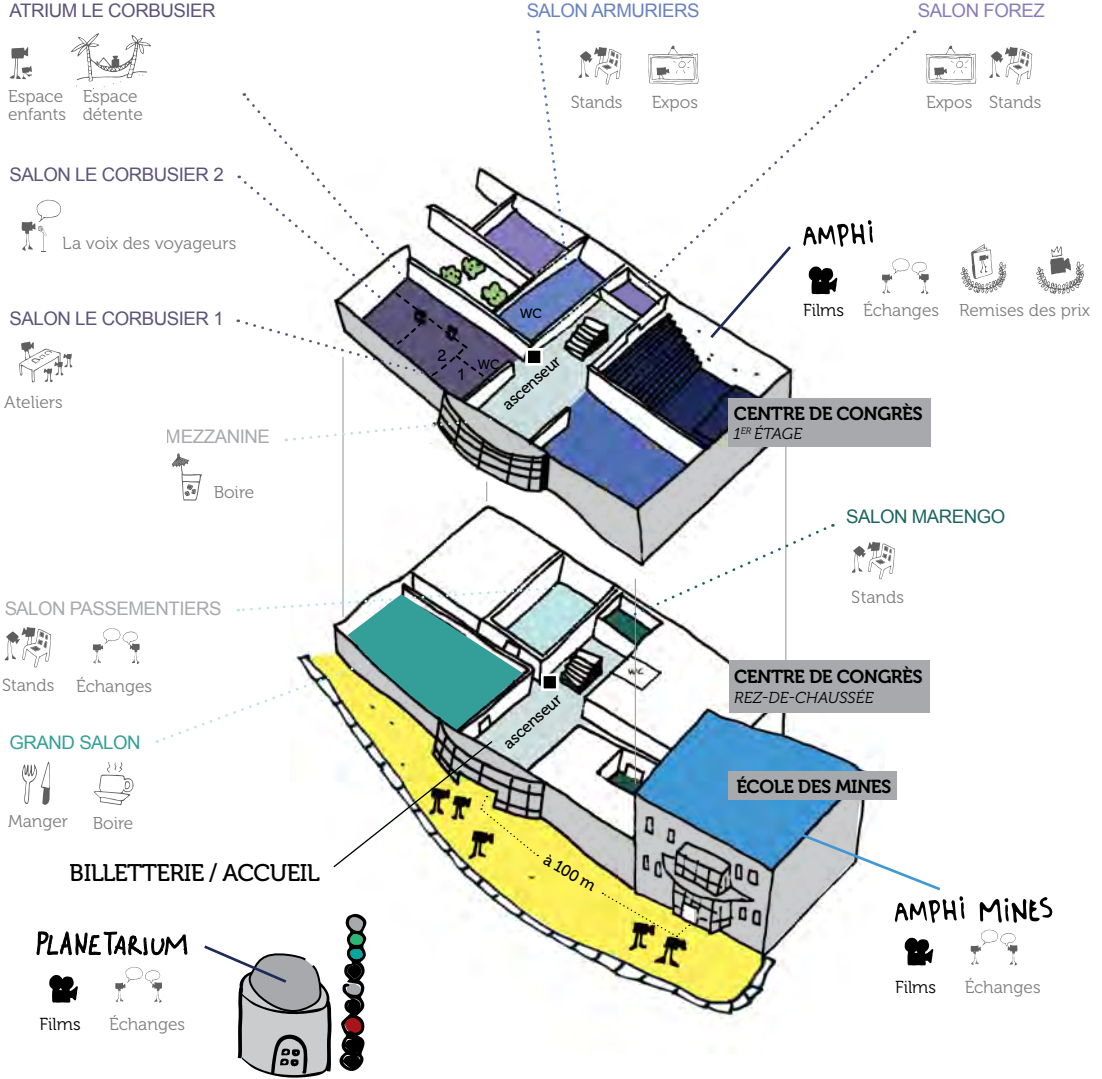 ATRIUM LE CORBUSIER
Espace enfants
Espace détente
SALON ARMURIERS
Stands
Expos
SALON FOREZ
Expos
Stands
SALON LE CORBUSIER 2
La voix des voyageurs
AMPHI
Films
Échanges
Remises des prix
SALON LE CORBUSIER 1
Ateliers
WC
2
1
WC
ascenseur
CENTRE DE CONGRÈS
1ER ÉTAGE
MEZZANINE
Boire
SALON MARENGO
Stands
SALON PASSEMENTIERS
Stands
Échanges
WC
ascenseur
CENTRE DE CONGRÈS
REZ-DE-CHAUSSÉE
GRAND SALON
Manger
Boire
ÉCOLE DES MINES
BILLETTERIE / ACCUEIL
à 100 m
AMPHI MINES
Films
Échanges
PLANETARIUM
Films
Échanges